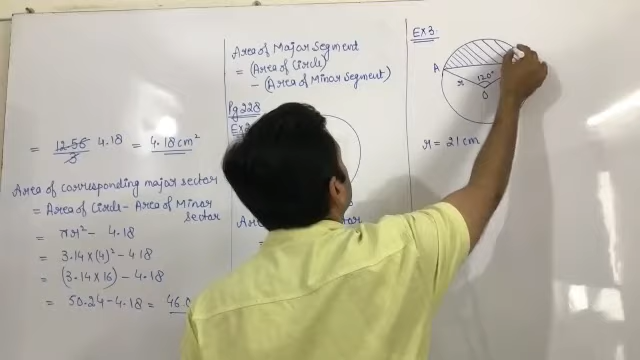 = 12.56/3 4.18 = 4.18 cm²
Area of corresponding major sector
= Area of Circle - Area of Minor
sector
= πr² - 4.18
= 3.14 × (4)² - 4.18
= (3.14 × 16) - 4.18
= 50.24 - 4.18 = 46.0
Area of Major Segment
= (Area of Circle)
- (Area of Minor Segment)
Pg 228
EX 2
EX 3.
A
r
120°
O
r = 21 cm